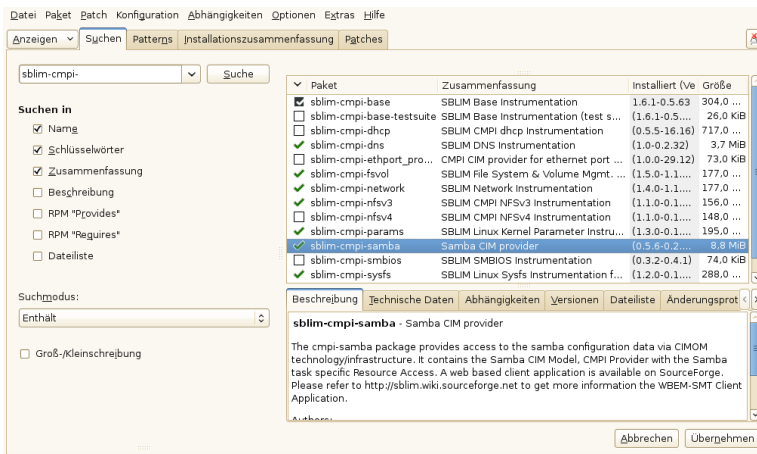 Datei Paket Patch Konfiguration Abhängigkeiten Optionen Extras Hilfe
Anzeigen Suchen Patterns Installationszusammenfassung Patches
sblim-cmpi- Suche
Suchen in
Name
Schlüsselwörter
Zusammenfassung
Beschreibung
RPM "Provides"
RPM "Requires"
Dateiliste
Suchmodus:
Enthält
Groß-/Kleinschreibung
Paket Zusammenfassung Installiert (Ve Größe
sblim-cmpi-base SBLIM Base Instrumentation 1.6.1-0.5.63 304,0 ...
sblim-cmpi-base-testsuite SBLIM Base Instrumentation (test s... (1.6.1-0.5.... 26,0 KiB
sblim-cmpi-dhcp SBLIM CMPI dhcp Instrumentation (0.5.5-16.16) 717,0 ...
sblim-cmpi-dns SBLIM DNS Instrumentation (1.0-0.2.32) 3,7 MiB
sblim-cmpi-ethport_pro... CMPI CIM provider for ethernet port ... (1.0.0-29.12) 73,0 KiB
sblim-cmpi-fsvol SBLIM File System & Volume Mgmt. ... (1.5.0-1.1.... 177,0 ...
sblim-cmpi-network SBLIM Network Instrumentation (1.4.0-1.1.... 177,0 ...
sblim-cmpi-nfsv3 SBLIM CMPI NFSv3 Instrumentation (1.1.0-0.1.... 156,0 ...
sblim-cmpi-nfsv4 SBLIM CMPI NFSv4 Instrumentation (1.1.0-0.1.... 148,0 ...
sblim-cmpi-params SBLIM Linux Kernel Parameter Instru... (1.3.0-0.1.... 195,0 ...
sblim-cmpi-samba Samba CIM provider (0.5.6-0.2.... 8,8 MiB
sblim-cmpi-smbios SBLIM SMBIOS Instrumentation (0.3.2-0.4.1) 74,0 KiB
sblim-cmpi-sysfs SBLIM Linux Sysfs Instrumentation f... (1.2.0-0.1.... 288,0 ...
Beschreibung Technische Daten Abhängigkeiten Versionen Dateiliste Änderungsprot
sblim-cmpi-samba - Samba CIM provider
The cmpi-samba package provides access to the samba configuration data via CIMOM
technology/infrastructure. It contains the Samba CIM Model, CMPI Provider with the Samba
task specific Resource Access. A web based client application is available on SourceForge.
Please refer to http://sblim.wiki.sourceforge.net to get more information the WBEM-SMT Client
Application.
Authors:
Abbrechen Übernehmen